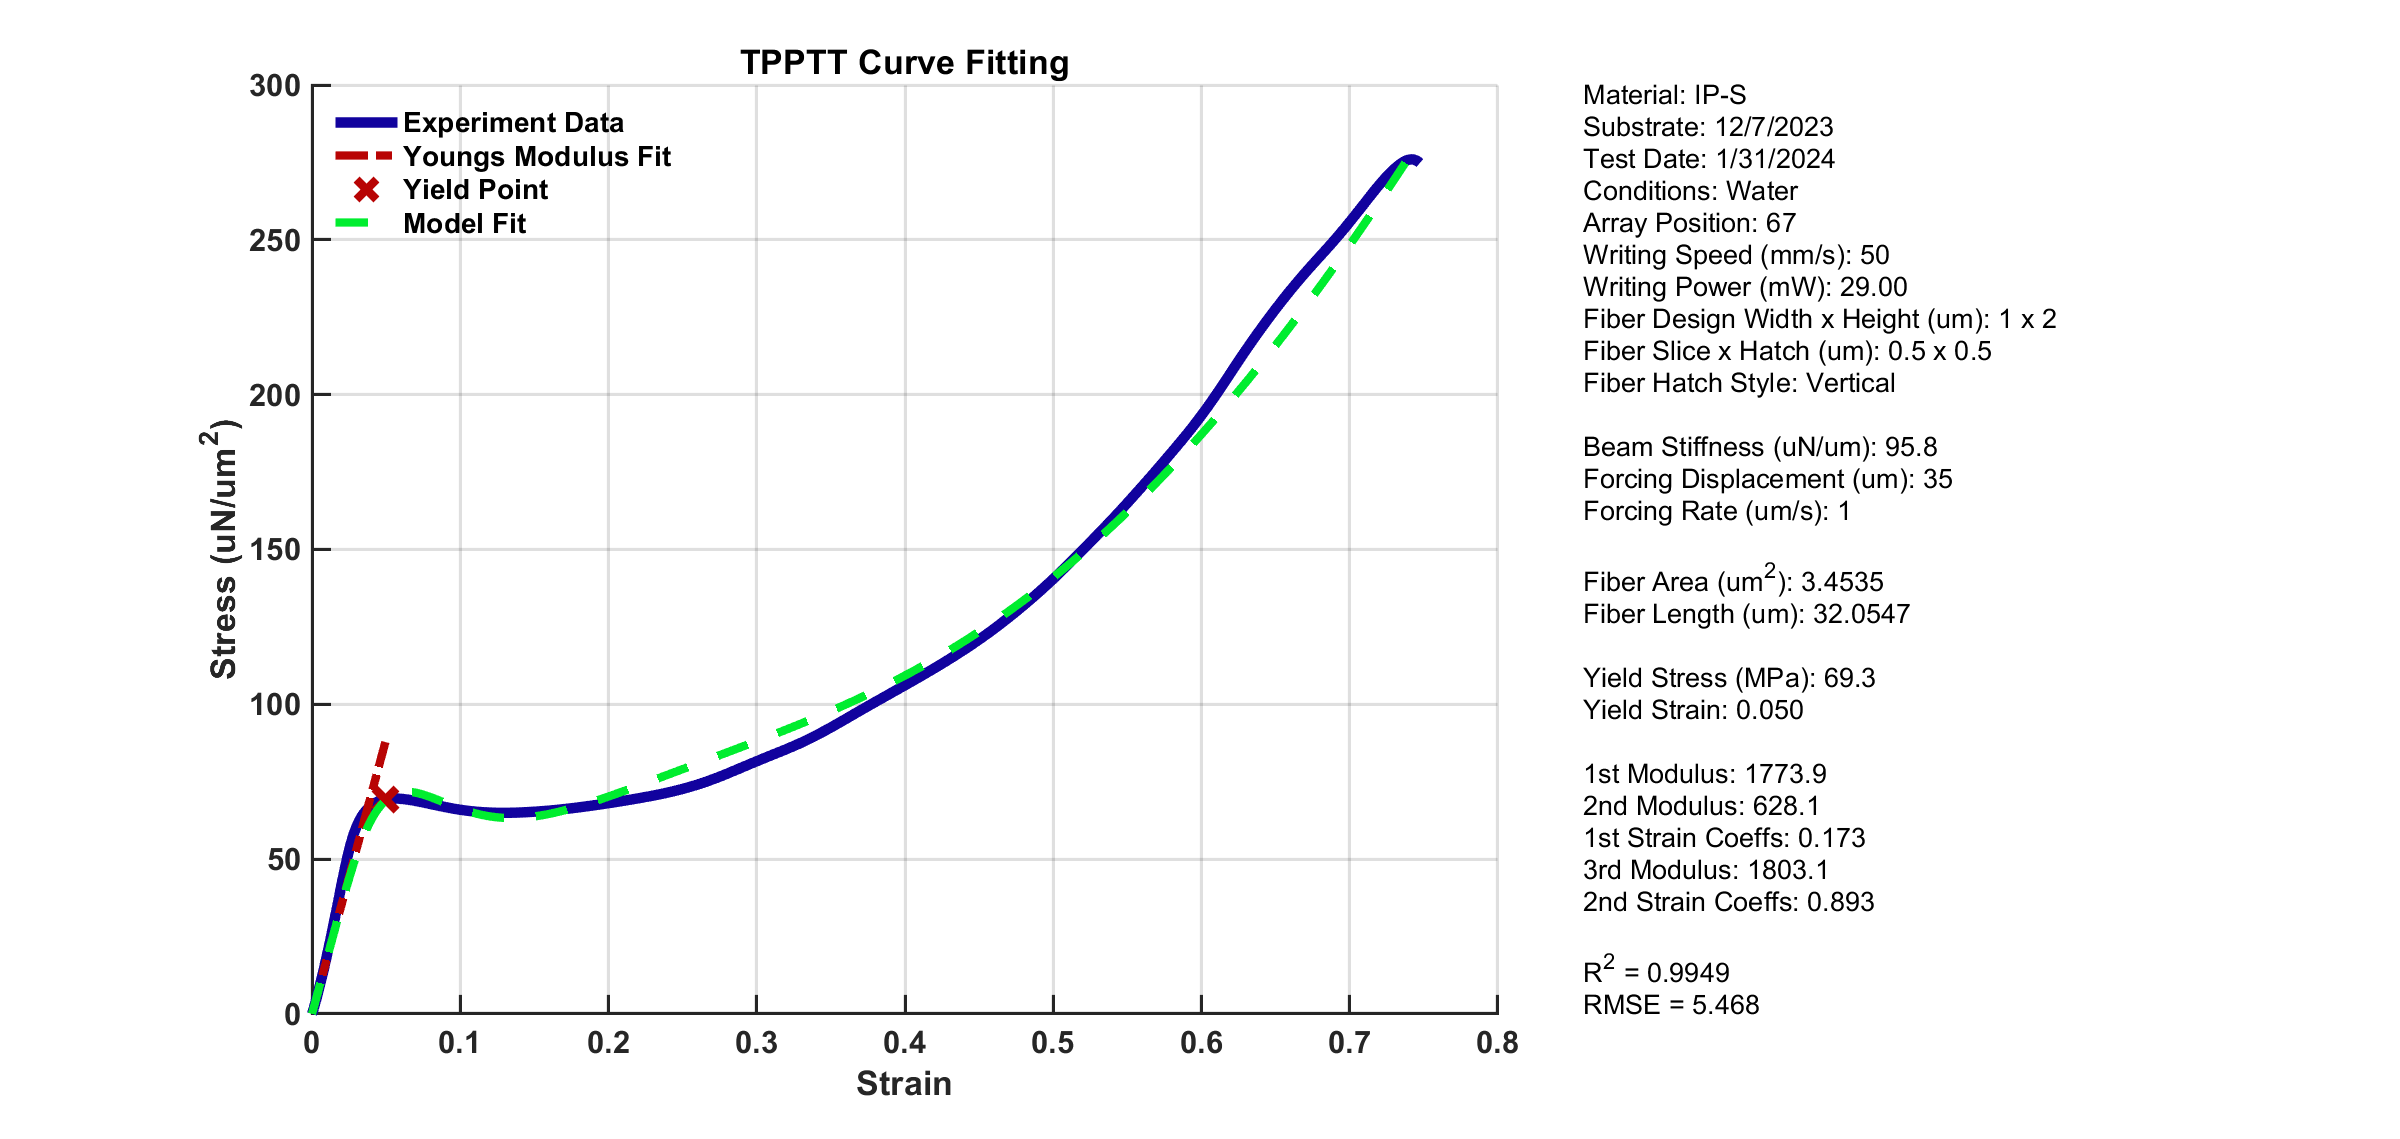 TPPTT Curve Fitting
300
250
200
150
100
50
0
Stress (uN/um²)
Experiment Data
Youngs Modulus Fit
Yield Point
Model Fit
0 0.1 0.2 0.3 0.4 0.5 0.6 0.7 0.8
Strain
Material: IP-S
Substrate: 12/7/2023
Test Date: 1/31/2024
Conditions: Water
Array Position: 67
Writing Speed (mm/s): 50
Writing Power (mW): 29.00
Fiber Design Width x Height (um): 1 x 2
Fiber Slice x Hatch (um): 0.5 x 0.5
Fiber Hatch Style: Vertical
Beam Stiffness (uN/um): 95.8
Forcing Displacement (um): 35
Forcing Rate (um/s): 1
Fiber Area (um²): 3.4535
Fiber Length (um): 32.0547
Yield Stress (MPa): 69.3
Yield Strain: 0.050
1st Modulus: 1773.9
2nd Modulus: 628.1
1st Strain Coeffs: 0.173
3rd Modulus: 1803.1
2nd Strain Coeffs: 0.893
R² = 0.9949
RMSE = 5.468